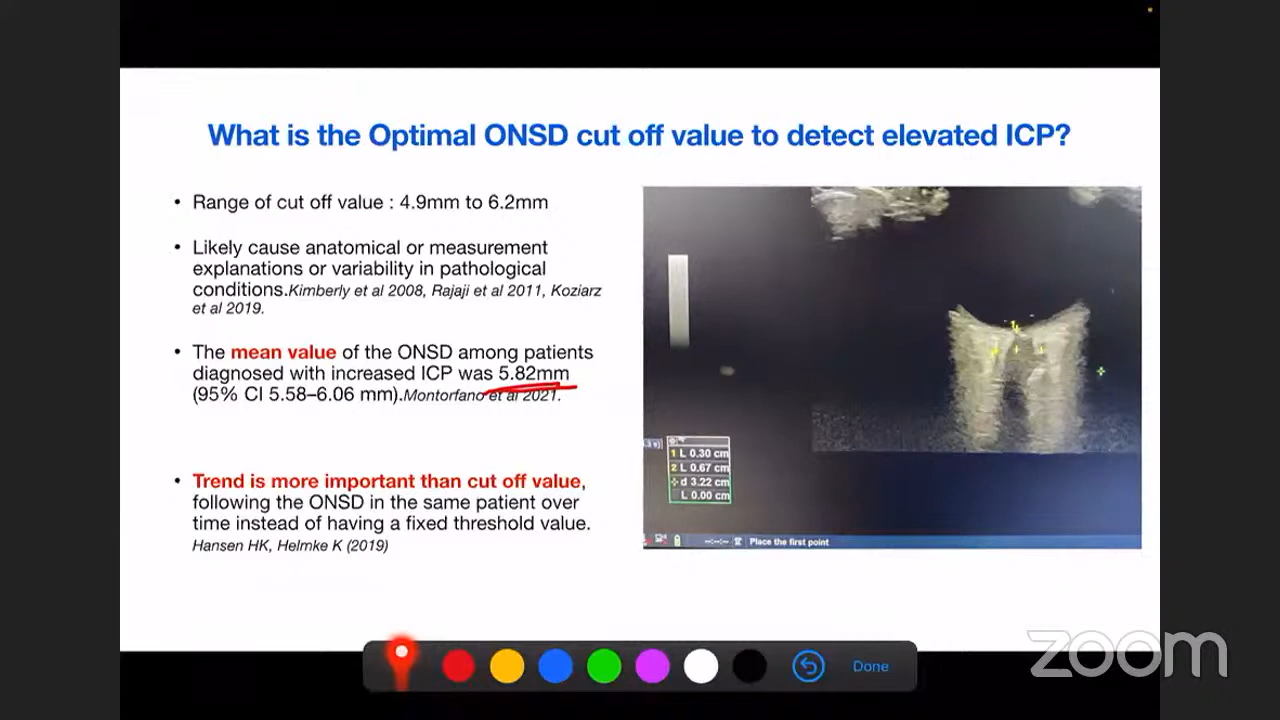 What is the Optimal ONSD cut off value to detect elevated ICP?
• Range of cut off value : 4.9mm to 6.2mm
• Likely cause anatomical or measurement
explanations or variability in pathological
conditions.Kimberly et al 2008, Rajaji et al 2011, Koziarz
et al 2019.
• The mean value of the ONSD among patients
diagnosed with increased ICP was 5.82mm
(95% CI 5.58–6.06 mm).Montorfano et al 2021.
• Trend is more important than cut off value,
following the ONSD in the same patient over
time instead of having a fixed threshold value.
Hansen HK, Helmke K (2019)
1 L 0.30 cm
2 L 0.67 cm
d 3.22 cm
L 0.00 cm
--:--:-- Place the first point
Done
zoom